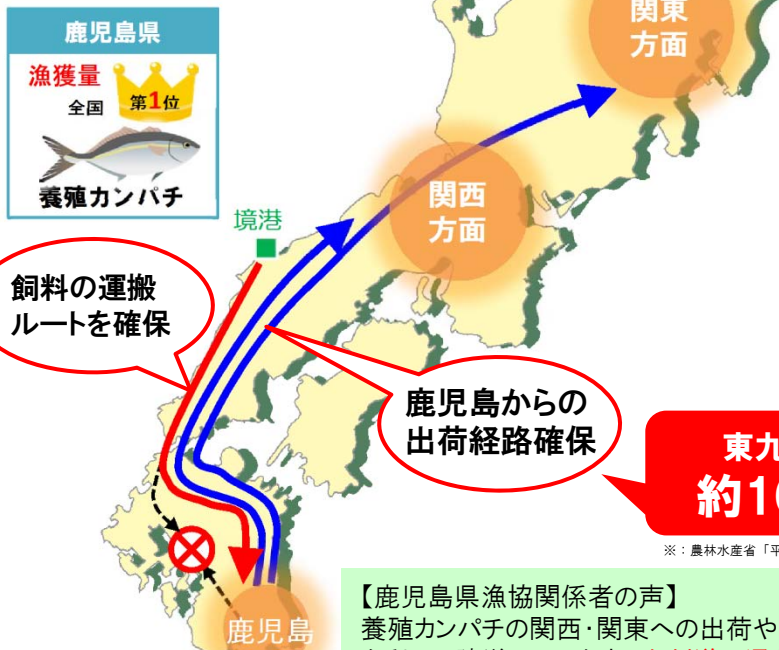 鹿児島県
漁獲量
全国 第1位
養殖カンパチ
関東
方面
関西
方面
境港
飼料の運搬
ルートを確保
鹿児島からの
出荷経路確保
東九
約1
※：農林水産省「平
鹿児島
【鹿児島県漁協関係者の声】
養殖カンパチの関西・関東への出荷や